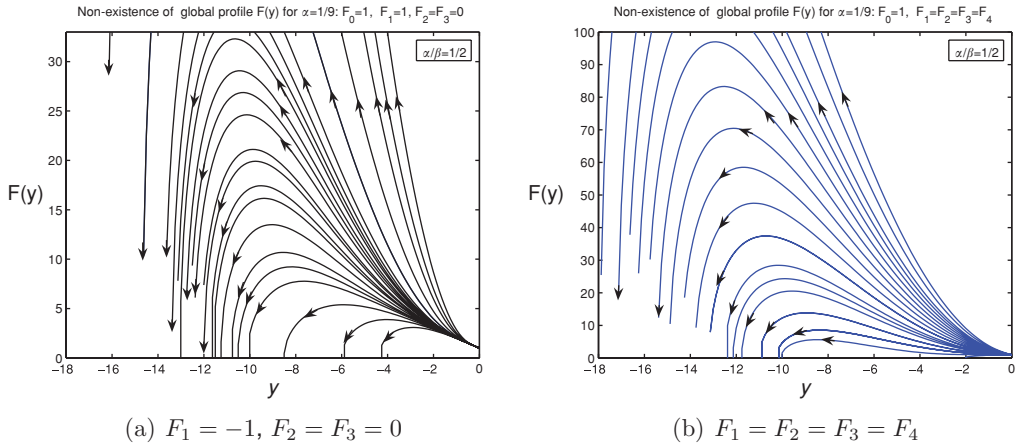 Non-existence of global profile F(y) for α=1/9: F₀=1, F₁=1, F₂=F₃=0
α/β=1/2
F(y)
30
25
20
15
10
5
0
−18 −16 −14 −12 −10 −8 −6 −4 −2 0
y
(a) F₁ = −1, F₂ = F₃ = 0
Non-existence of global profile F(y) for α=1/9: F₀=1, F₁=F₂=F₃=F₄
α/β=1/2
F(y)
100
90
80
70
60
50
40
30
20
10
0
−18 −16 −14 −12 −10 −8 −6 −4 −2 0
y
(b) F₁ = F₂ = F₃ = F₄